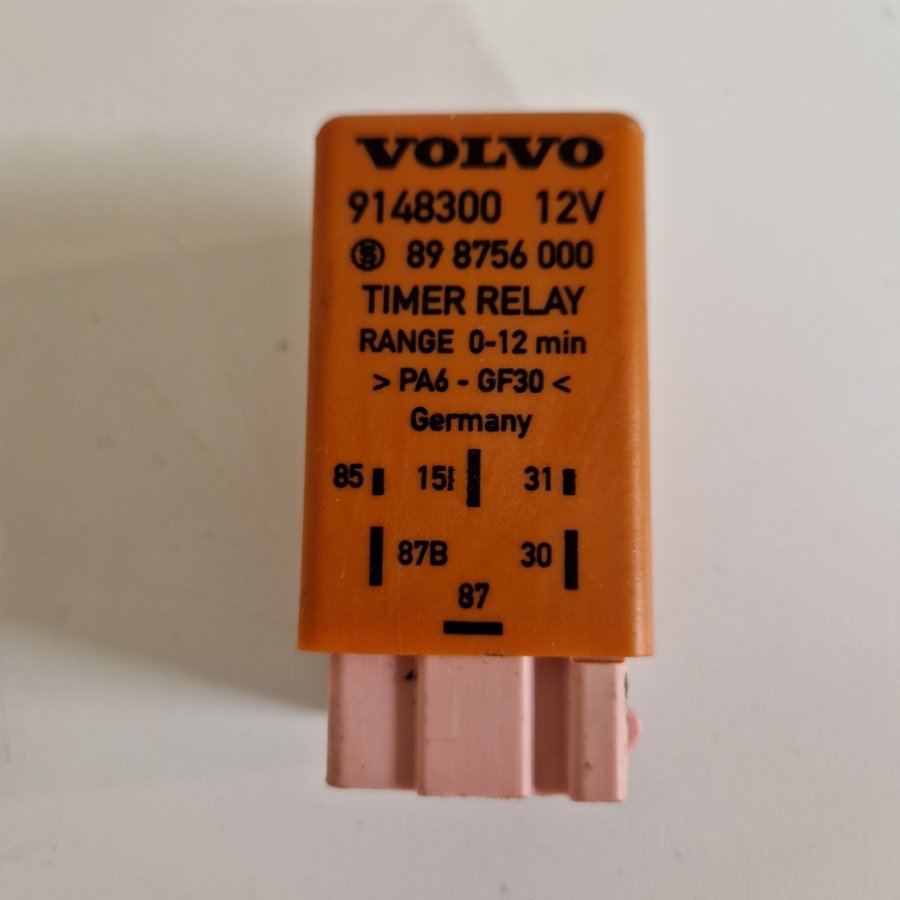 VOLVO
9148300 12V
89 8756 000
TIMER RELAY
RANGE 0-12 min
> PA6 - GF30 <
Germany
85 15I 31
87B 30
87